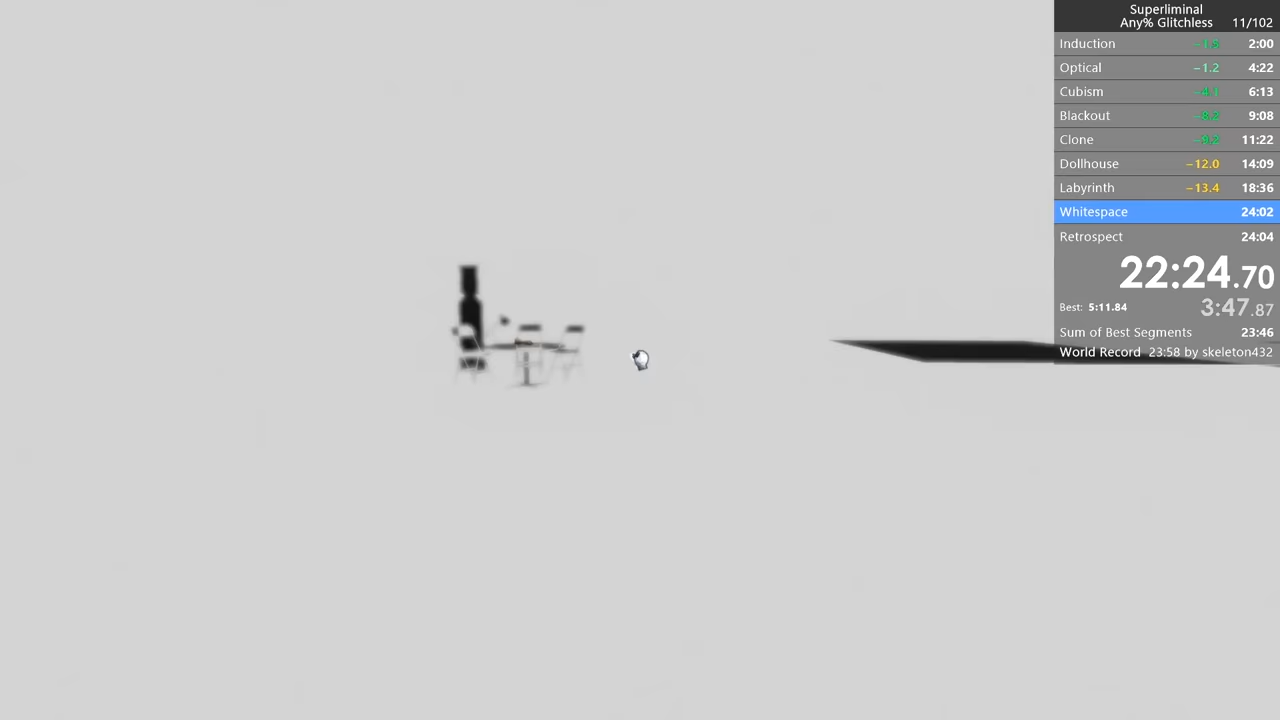 Superliminal
Any% Glitchless 11/102
Induction 2:00
Optical −1.2 4:22
Cubism −4.1 6:13
Blackout 9:08
Clone 11:22
Dollhouse −12.0 14:09
Labyrinth −13.4 18:36
Whitespace 24:02
Retrospect 24:04
22:24.70
Best: 5:11.84 3:47.87
Sum of Best Segments 23:46
World Record 23:58 by skeleton432